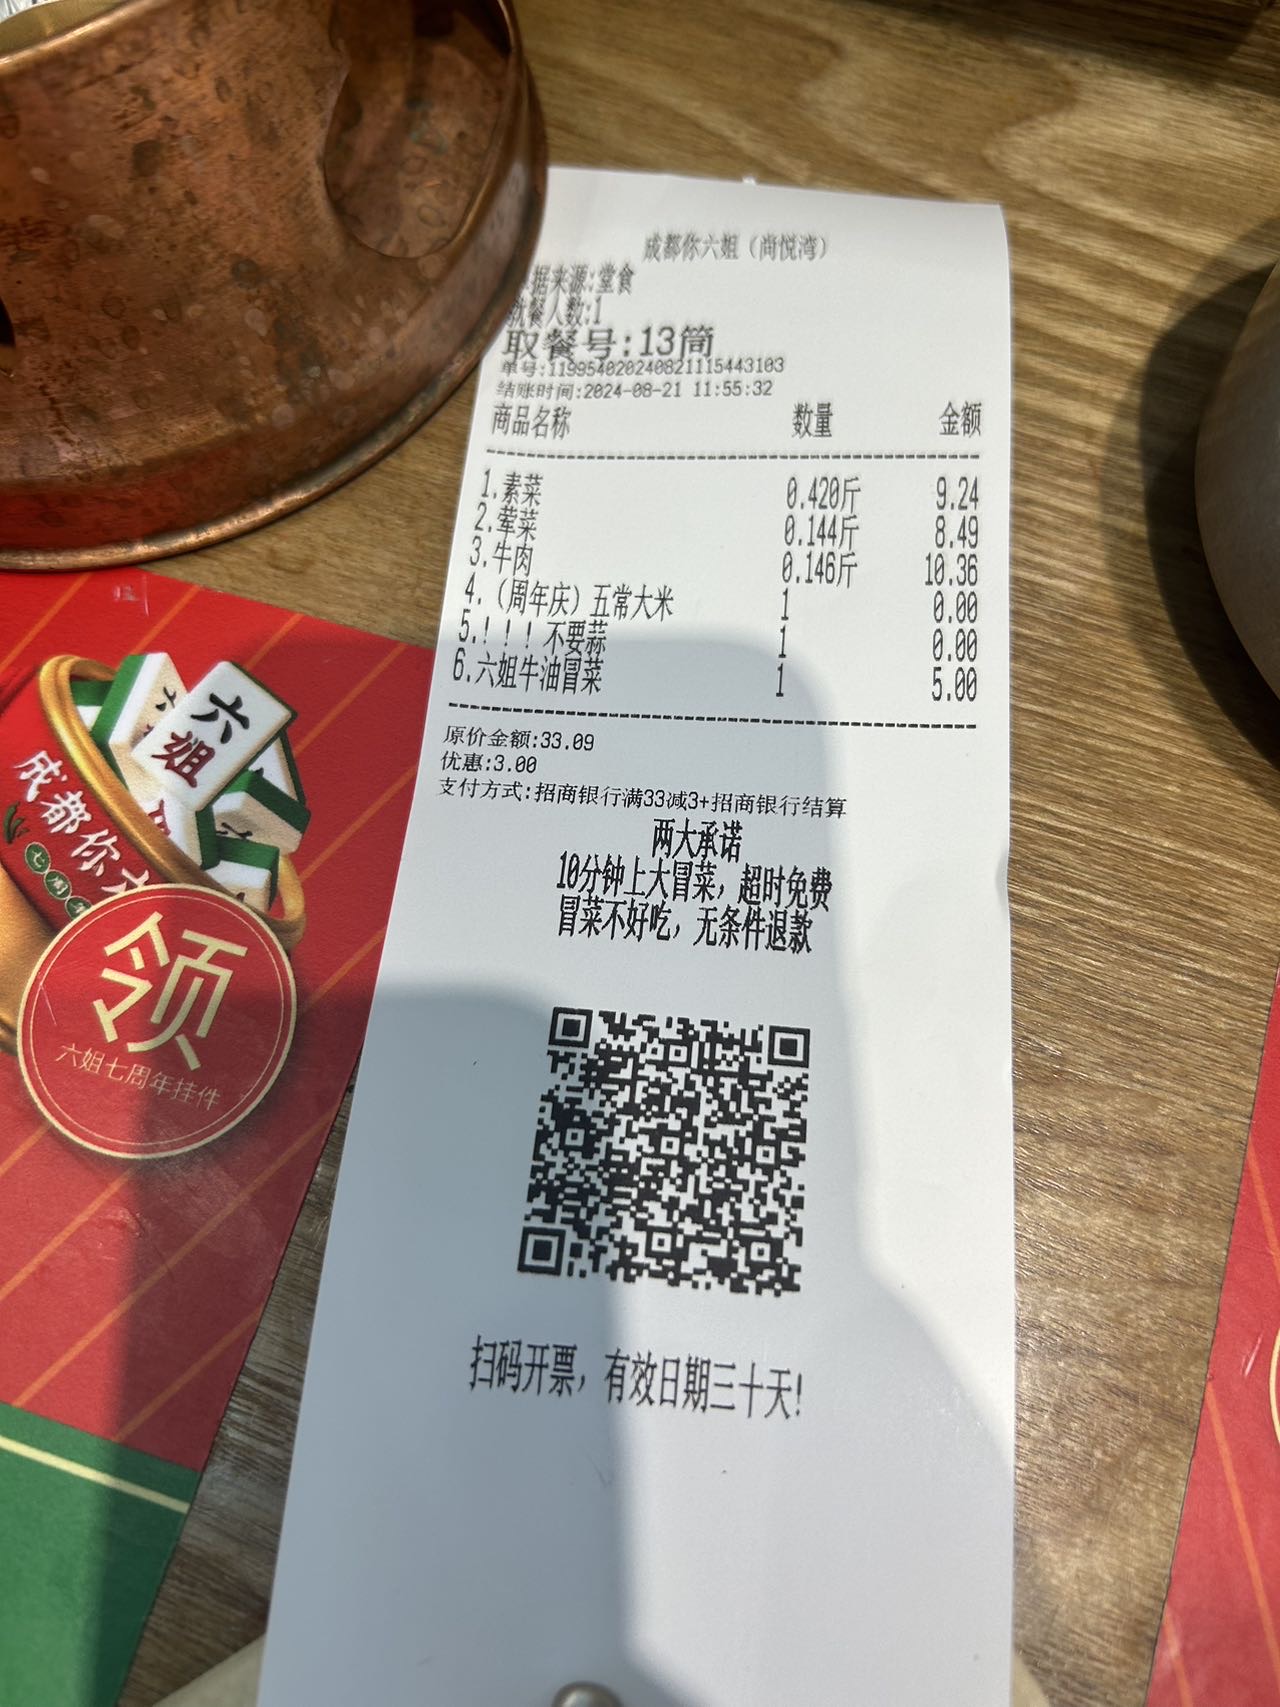 成都你六姐（尚悦湾）
据来源:堂食
就餐人数:1
取餐号:13筒
单号:11995402024082111544​3103
结账时间:2024-08-21 11:55:32
商品名称 数量 金额
1.素菜 0.420斤 9.24
2.荤菜 0.144斤 8.49
3.牛肉 0.146斤 10.36
4.（周年庆）五常大米 1 0.00
5.！！！不要蒜 1 0.00
6.六姐牛油冒菜 1 5.00
原价金额:33.09
优惠:3.00
支付方式:招商银行满33减3+招商银行结算
两大承诺
10分钟上大冒菜，超时免费
冒菜不好吃，无条件退款
扫码开票，有效日期三十天!
六姐
成都你六
七周年
领
六姐七周年挂件